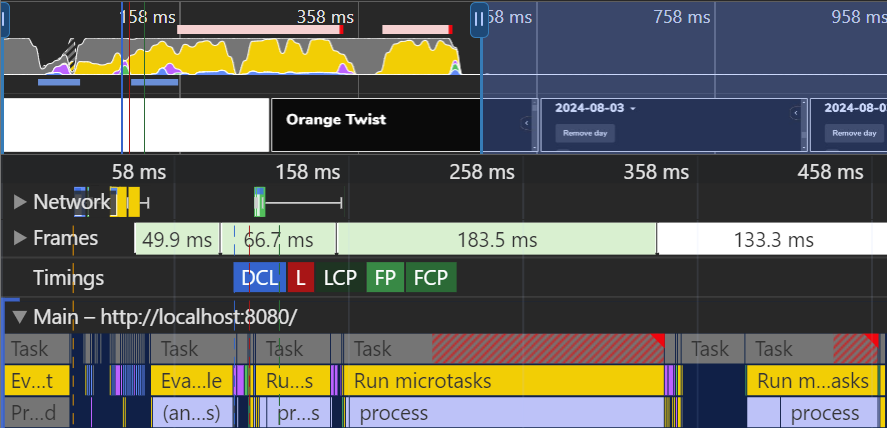 158 ms 358 ms 58 ms 758 ms 958 ms
Orange Twist 2024-08-03 2024-08-03
Remove day Remove day
58 ms 158 ms 258 ms 358 ms 458 ms
Network
Frames 49.9 ms 66.7 ms 183.5 ms 133.3 ms
Timings DCL L LCP FP FCP
Main – http://localhost:8080/
Task Task Task Task Task Task
Ev...t Eva...le Ru...s Run microtasks Run m...asks
Pr...d (an...s) pr...s process process